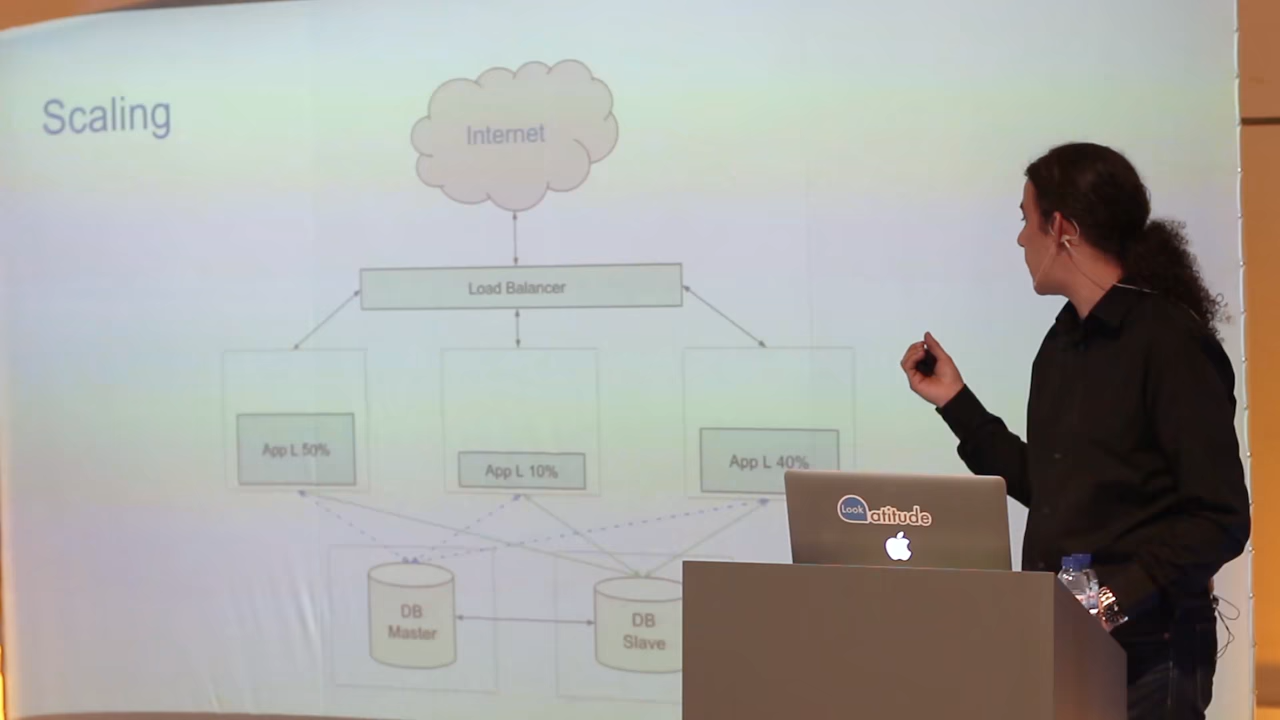 Scaling
Internet
Load Balancer
App L 50%
App L 10%
App L 40%
DB
Master
DB
Slave
Look atitude